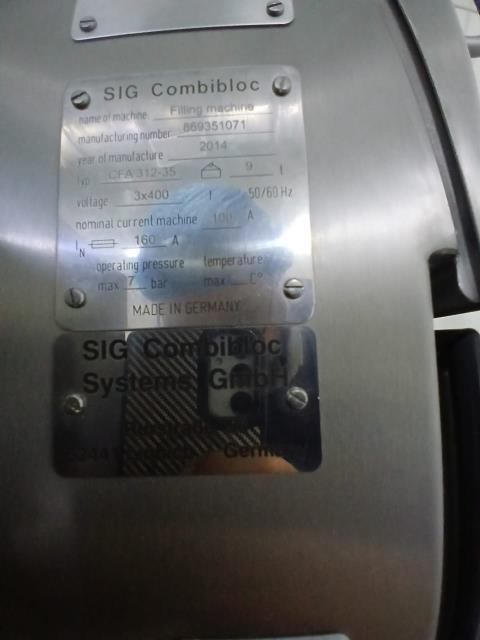 SIG Combibloc
name of machine Filling machine
manufacturing number 869351071
year of manufacture 2014
typ CFA 312-35 9 t
voltage 3x400 50/60 Hz
nominal current machine 100 A
IN 160 A
operating pressure temperature
max 7 bar max C°
MADE IN GERMANY
SIG Combibloc
Systems GmbH